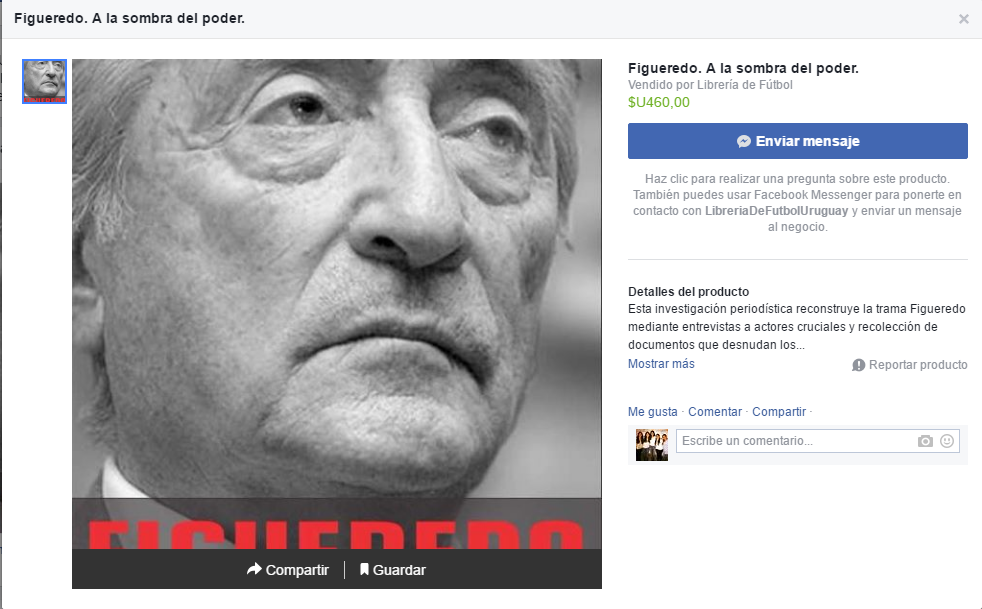 Figueredo. A la sombra del poder.
Figueredo. A la sombra del poder.
Vendido por Librería de Fútbol
$U460,00
Enviar mensaje
Haz clic para realizar una pregunta sobre este producto.
También puedes usar Facebook Messenger para ponerte en
contacto con LibreriaDeFutbolUruguay y enviar un mensaje
al negocio.
Detalles del producto
Esta investigación periodística reconstruye la trama Figueredo
mediante entrevistas a actores cruciales y recolección de
documentos que desnudan los...
Mostrar más
Reportar producto
Me gusta · Comentar · Compartir ·
Escribe un comentario...
FIGUEREDO
Compartir
Guardar